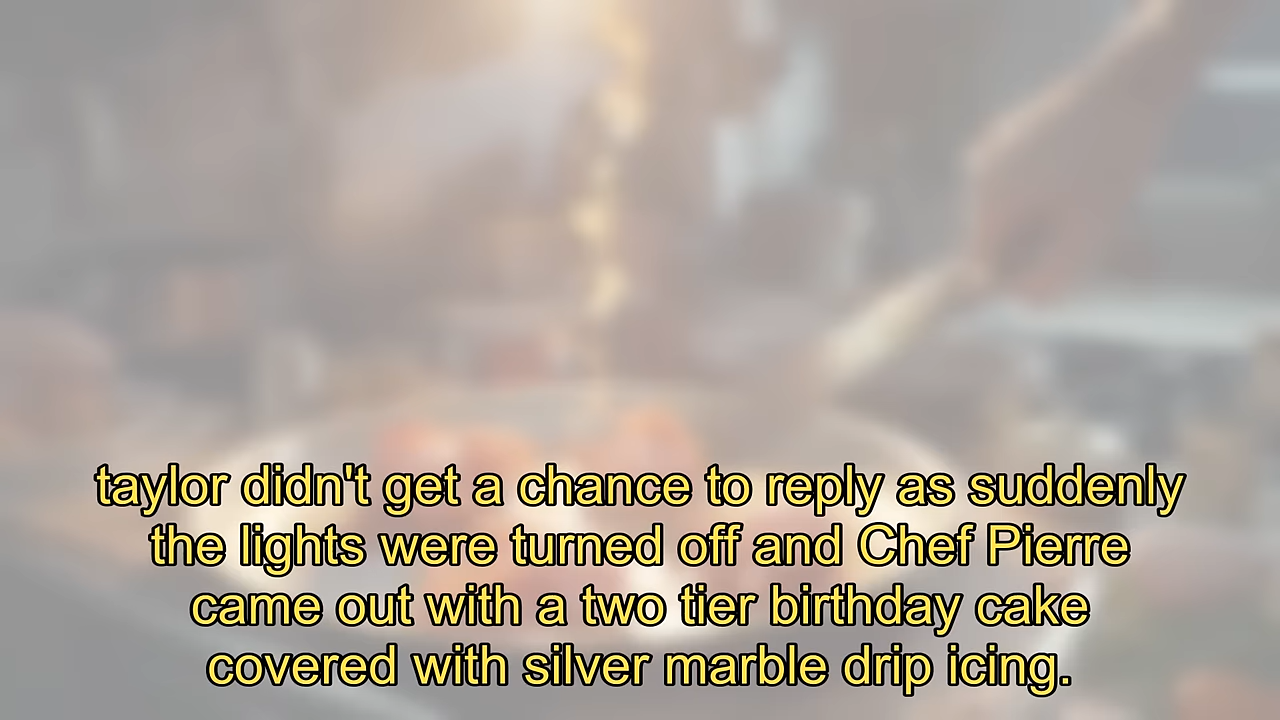 taylor didn't get a chance to reply as suddenly
the lights were turned off and Chef Pierre
came out with a two tier birthday cake
covered with silver marble drip icing.